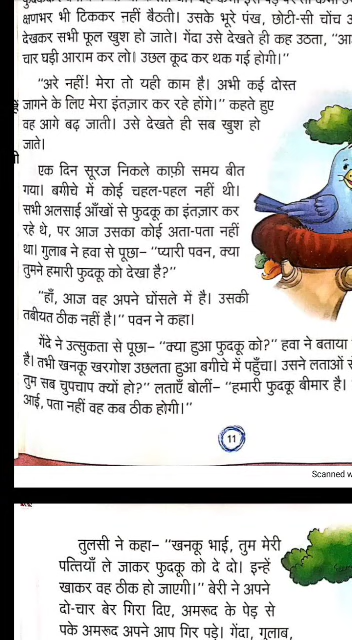 क्षणभर भी टिककर नहीं बैठती। उसके भूरे पंख, छोटी-सी चोंच
देखकर सभी फूल खुश हो जाते। गेंदा उसे देखते ही कह उठता, "आ
चार घड़ी आराम कर लो। उछल कूद कर थक गई होगी।"
"अरे नहीं! मेरा तो यही काम है। अभी कई दोस्त
जागने के लिए मेरा इंतज़ार कर रहे होंगे।" कहते हुए
वह आगे बढ़ जाती। उसे देखते ही सब खुश हो
जाते।
एक दिन सूरज निकले काफ़ी समय बीत
गया। बगीचे में कोई चहल-पहल नहीं थी।
सभी अलसाई आँखों से फुदकू का इंतज़ार कर
रहे थे, पर आज उसका कोई अता-पता नहीं
था। गुलाब ने हवा से पूछा– "प्यारी पवन, क्या
तुमने हमारी फुदकू को देखा है?"
"हाँ, आज वह अपने घोंसले में है। उसकी
तबीयत ठीक नहीं है।" पवन ने कहा।
गेंदे ने उत्सुकता से पूछा– "क्या हुआ फुदकू को?" हवा ने बताया
है। तभी खनकू खरगोश उछलता हुआ बगीचे में पहुँचा। उसने लताओं से
तुम सब चुपचाप क्यों हो?" लताएँ बोलीं– "हमारी फुदकू बीमार है।
आई, पता नहीं वह कब ठीक होगी।"
11
Scanned w
तुलसी ने कहा– "खनकू भाई, तुम मेरी
पत्तियाँ ले जाकर फुदकू को दे दो। इन्हें
खाकर वह ठीक हो जाएगी।" बेरी ने अपने
दो-चार बेर गिरा दिए, अमरूद के पेड़ से
पके अमरूद अपने आप गिर पड़े। गेंदा, गुलाब,